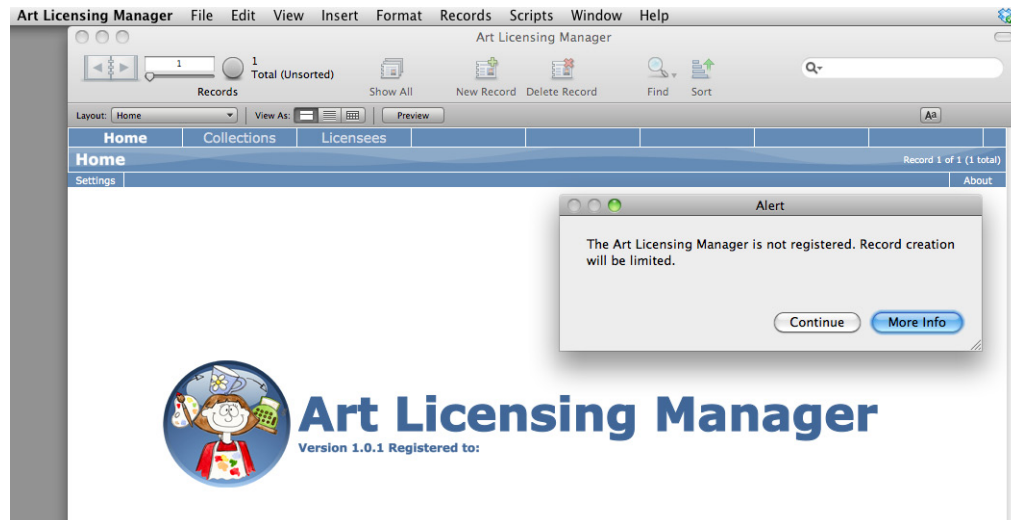 Art Licensing Manager File Edit View Insert Format Records Scripts Window Help
Art Licensing Manager
1
1
Total (Unsorted)
Records Show All New Record Delete Record Find Sort
Layout: Home View As: Preview Aa
Home Collections Licensees
Home Record 1 of 1 (1 total)
Settings About
Alert
The Art Licensing Manager is not registered. Record creation
will be limited.
Continue More Info
Art Licensing Manager
Version 1.0.1 Registered to: